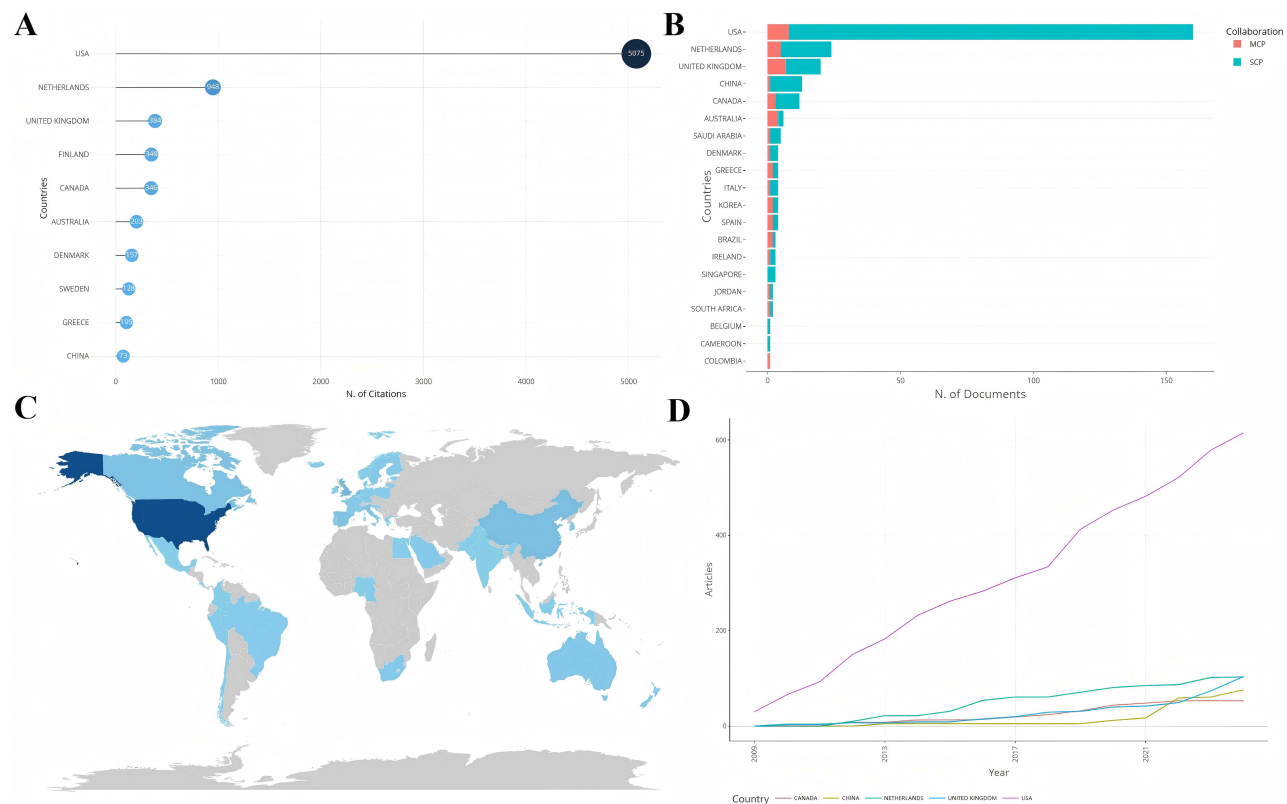 A
USA
5075
NETHERLANDS
948
UNITED KINGDOM
384
FINLAND
348
CANADA
346
AUSTRALIA
DENMARK
157
SWEDEN
128
GREECE
105
CHINA
73
Countries
0
1000
2000
3000
4000
5000
N. of Citations
B
USA
NETHERLANDS
UNITED KINGDOM
CHINA
CANADA
AUSTRALIA
SAUDI ARABIA
DENMARK
GREECE
ITALY
KOREA
SPAIN
BRAZIL
IRELAND
SINGAPORE
JORDAN
SOUTH AFRICA
BELGIUM
CAMEROON
COLOMBIA
Countries
0
50
100
150
N. of Documents
Collaboration
MCP
SCP
C
D
600
400
200
0
Articles
2009
2013
2017
2021
Year
Country
CANADA
CHINA
NETHERLANDS
UNITED KINGDOM
USA